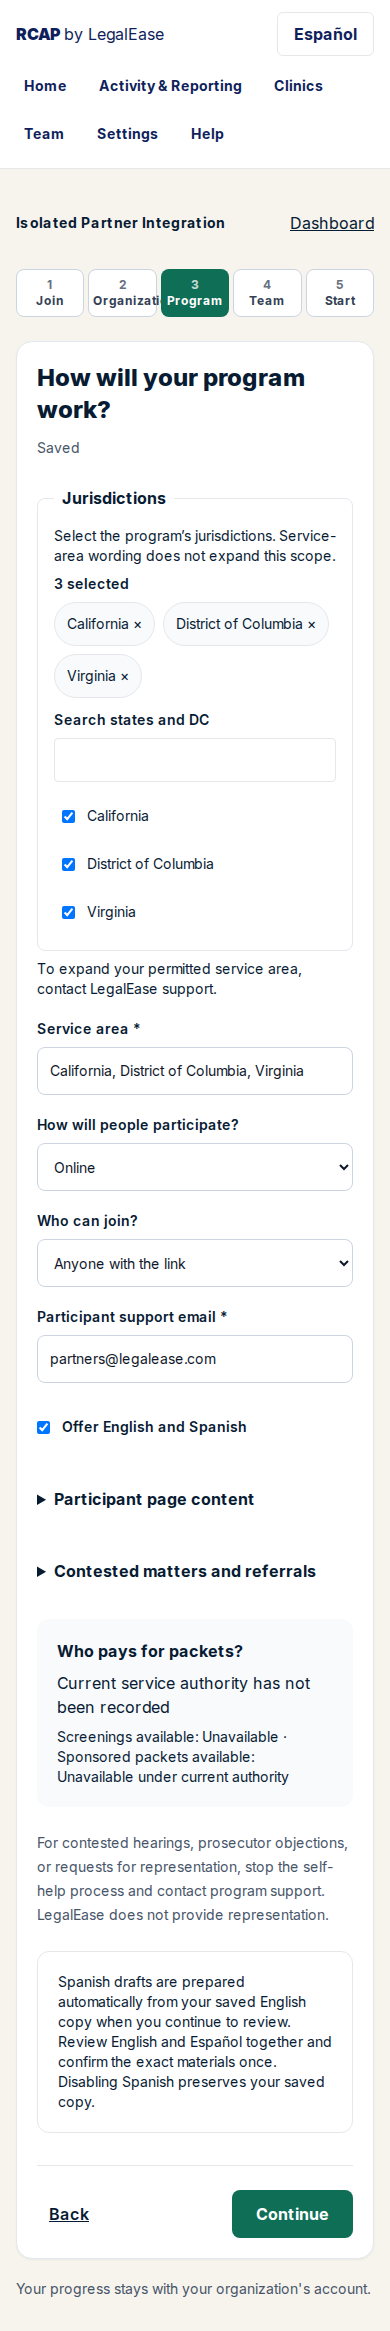 RCAP by LegalEase
Español
Home Activity & Reporting Clinics
Team Settings Help
Isolated Partner Integration
Dashboard
1 2 3 4 5
Join Organizatio Program Team Start
How will your program
work?
Saved
Jurisdictions
Select the program’s jurisdictions. Service-
area wording does not expand this scope.
3 selected
California × District of Columbia ×
Virginia ×
Search states and DC
California
District of Columbia
Virginia
To expand your permitted service area,
contact LegalEase support.
Service area *
California, District of Columbia, Virginia
How will people participate?
Online
Who can join?
Anyone with the link
Participant support email *
partners@legalease.com
Offer English and Spanish
Participant page content
Contested matters and referrals
Who pays for packets?
Current service authority has not
been recorded
Screenings available: Unavailable ·
Sponsored packets available:
Unavailable under current authority
For contested hearings, prosecutor objections,
or requests for representation, stop the self-
help process and contact program support.
LegalEase does not provide representation.
Spanish drafts are prepared
automatically from your saved English
copy when you continue to review.
Review English and Español together and
confirm the exact materials once.
Disabling Spanish preserves your saved
copy.
Back
Continue
Your progress stays with your organization's account.